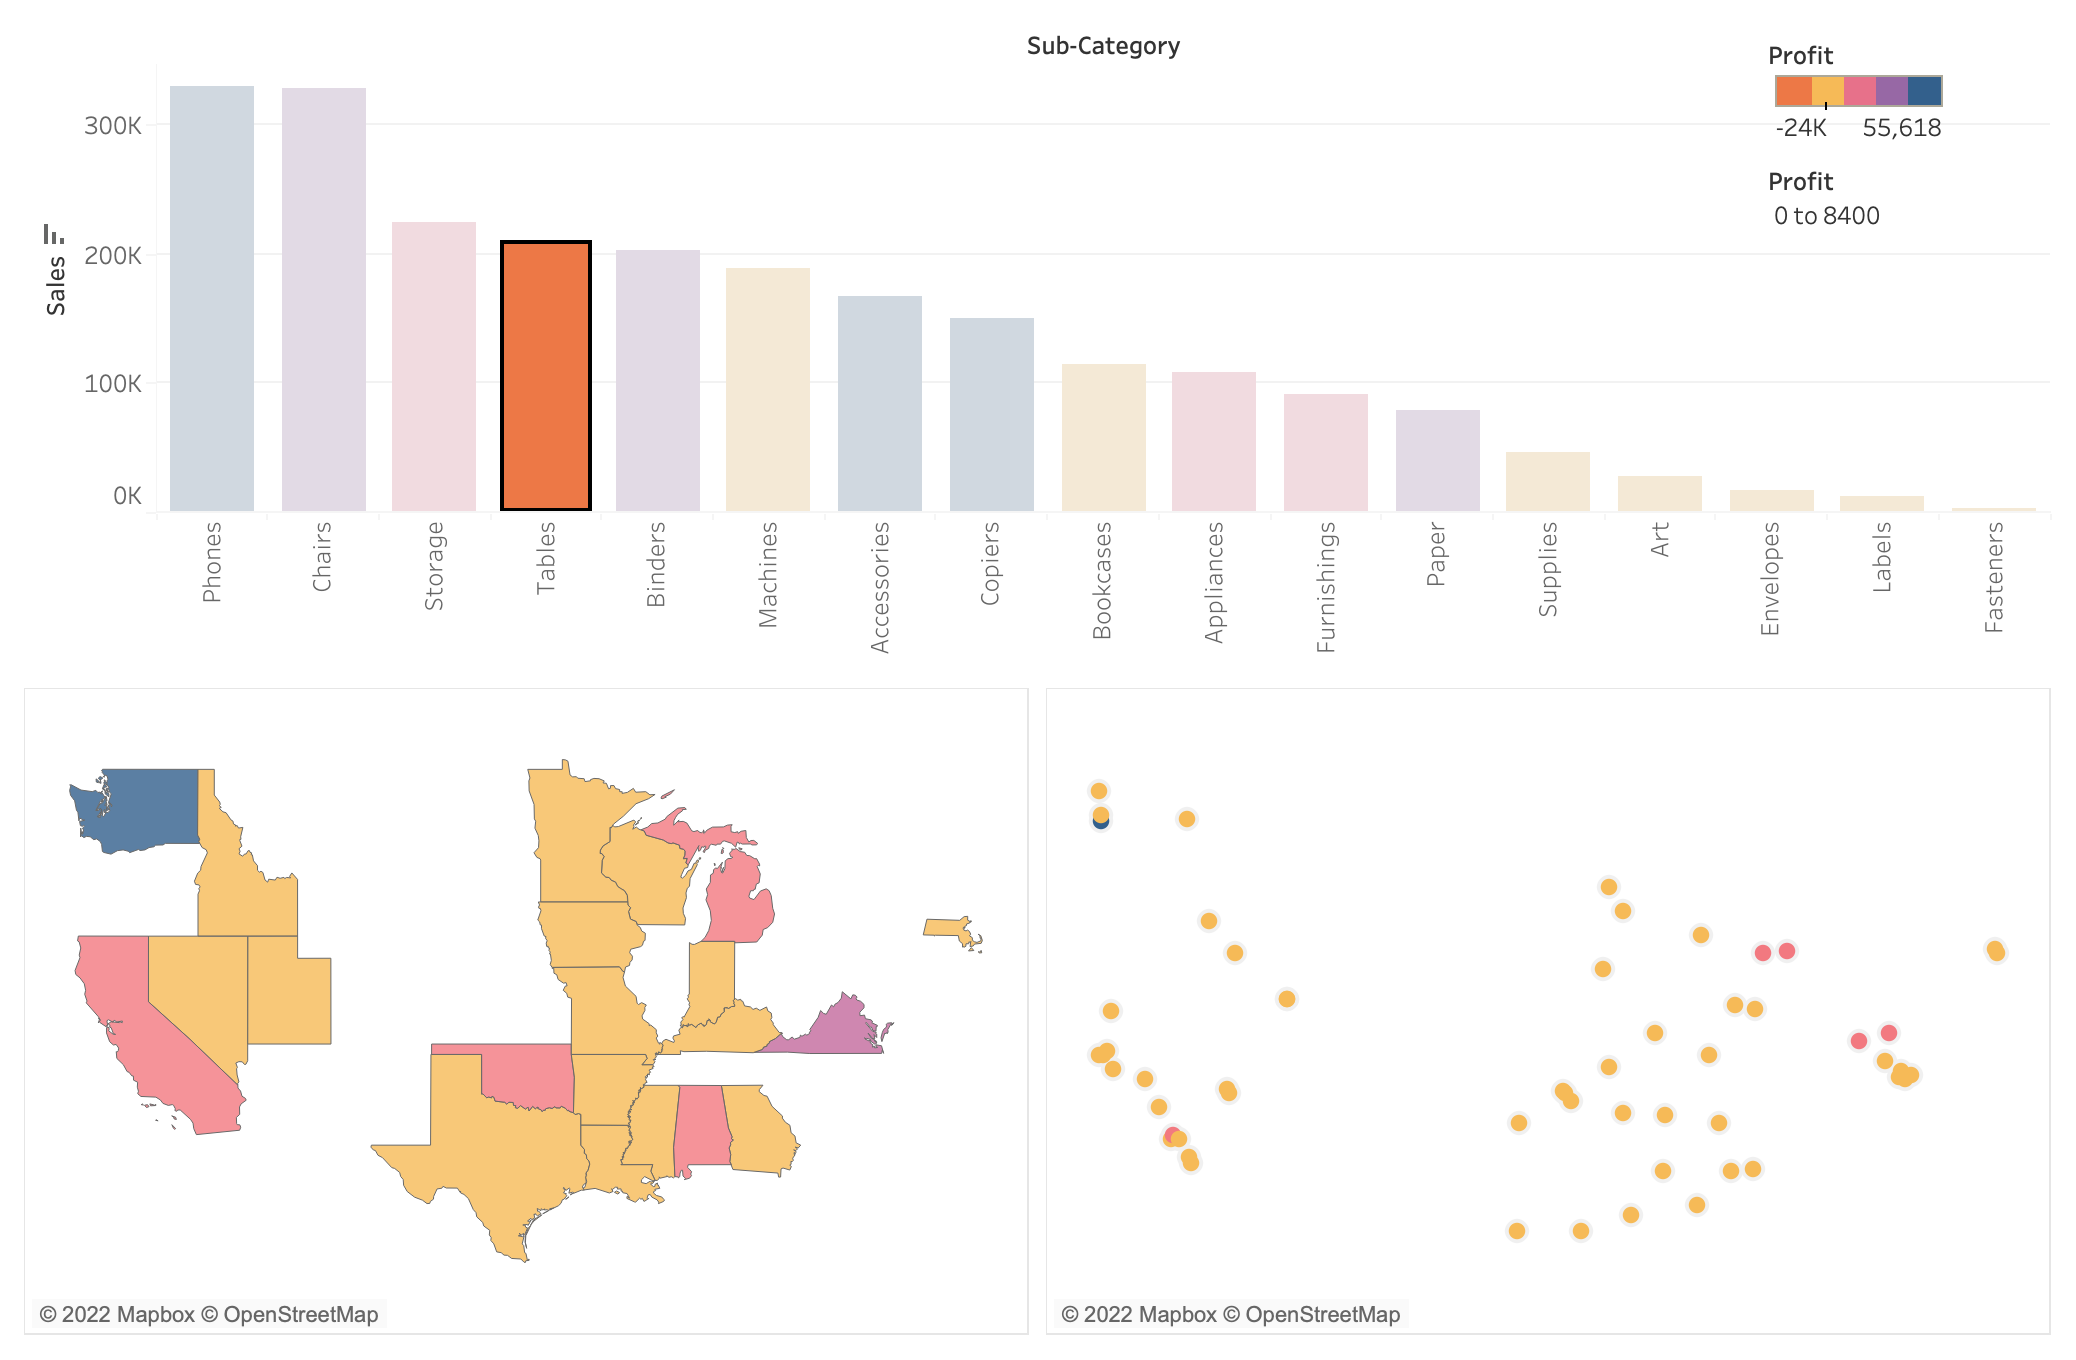 Sub-Category
Profit
-24K 55,618
Profit
0 to 8400
Sales
300K
200K
100K
0K
Phones
Chairs
Storage
Tables
Binders
Machines
Accessories
Copiers
Bookcases
Appliances
Furnishings
Paper
Supplies
Art
Envelopes
Labels
Fasteners
© 2022 Mapbox © OpenStreetMap
© 2022 Mapbox © OpenStreetMap